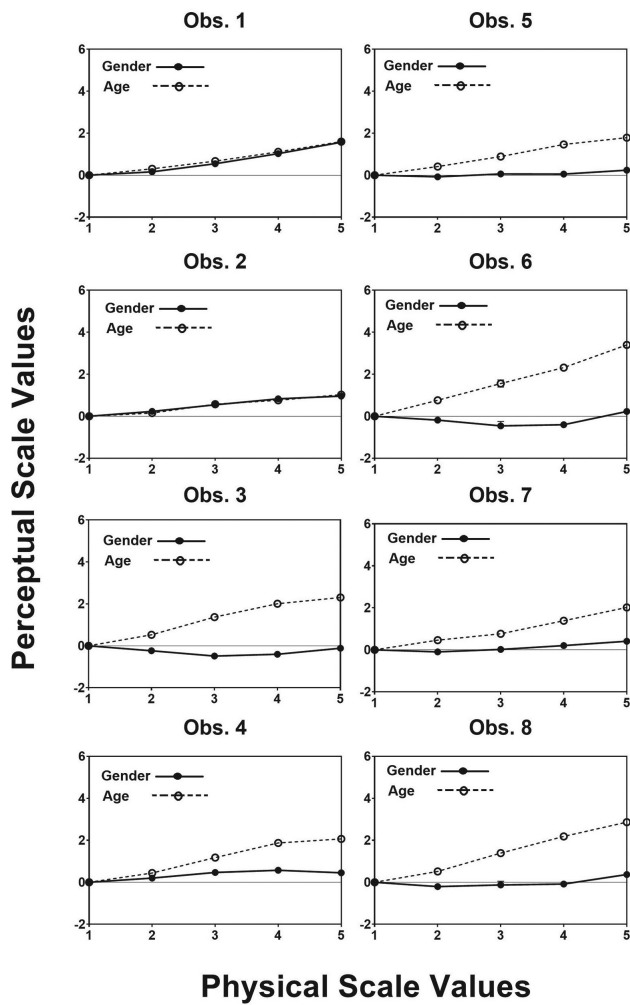 Obs. 1
Obs. 5
6
4
2
0
-2
1 2 3 4 5
Gender
Age
6
4
2
0
-2
1 2 3 4 5
Gender
Age
Obs. 2
Obs. 6
6
4
2
0
-2
1 2 3 4 5
Gender
Age
6
4
2
0
-2
1 2 3 4 5
Gender
Age
Obs. 3
Obs. 7
6
4
2
0
-2
1 2 3 4 5
Gender
Age
6
4
2
0
-2
1 2 3 4 5
Gender
Age
Obs. 4
Obs. 8
6
4
2
0
-2
1 2 3 4 5
Gender
Age
6
4
2
0
-2
1 2 3 4 5
Gender
Age
Perceptual Scale Values
Physical Scale Values